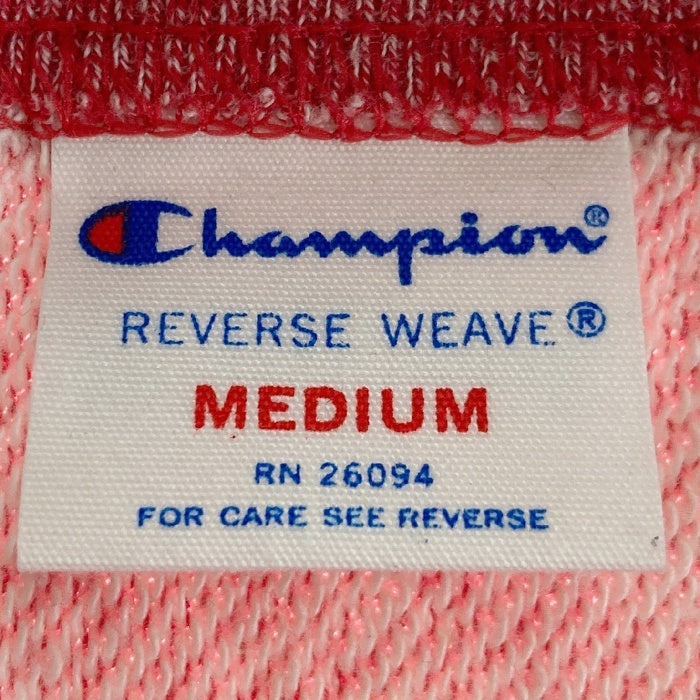 Champion®
REVERSE WEAVE®
MEDIUM
RN 26094
FOR CARE SEE REVERSE